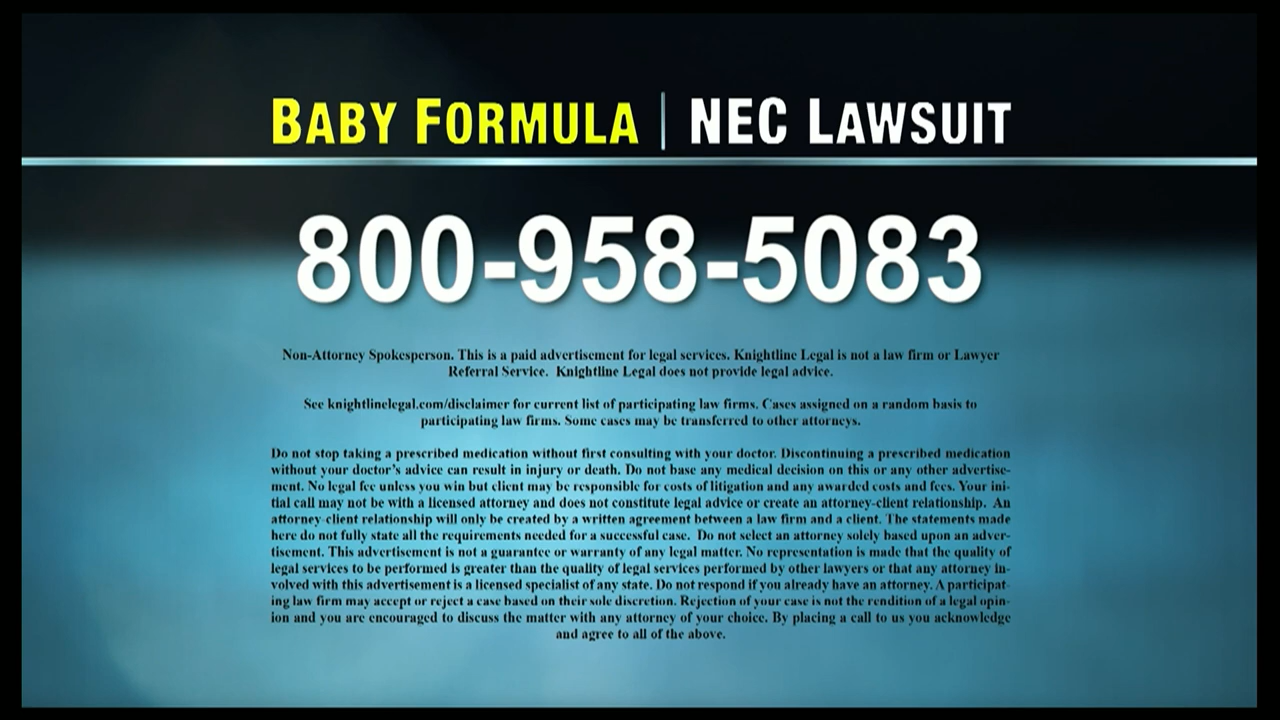 BABY FORMULA | NEC LAWSUIT
800-958-5083
Non-Attorney Spokesperson. This is a paid advertisement for legal services. Knightline Legal is not a law firm or Lawyer
Referral Service. Knightline Legal does not provide legal advice.
See knightlinelegal.com/disclaimer for current list of participating law firms. Cases assigned on a random basis to
participating law firms. Some cases may be transferred to other attorneys.
Do not stop taking a prescribed medication without first consulting with your doctor. Discontinuing a prescribed medication
without your doctor's advice can result in injury or death. Do not base any medical decision on this or any other advertise-
ment. No legal fee unless you win but client may be responsible for costs of litigation and any awarded costs and fees. Your ini-
tial call may not be with a licensed attorney and does not constitute legal advice or create an attorney-client relationship. An
attorney-client relationship will only be created by a written agreement between a law firm and a client. The statements made
here do not fully state all the requirements needed for a successful case. Do not select an attorney solely based upon an adver-
tisement. This advertisement is not a guarantee or warranty of any legal matter. No representation is made that the quality of
legal services to be performed is greater than the quality of legal services performed by other lawyers or that any attorney in-
volved with this advertisement is a licensed specialist of any state. Do not respond if you already have an attorney. A participat-
ing law firm may accept or reject a case based on their sole discretion. Rejection of your case is not the rendition of a legal opin-
ion and you are encouraged to discuss the matter with any attorney of your choice. By placing a call to us you acknowledge
and agree to all of the above.